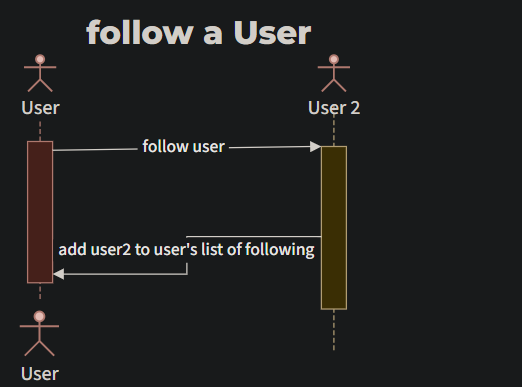 follow a User
User
User 2
follow user
add user2 to user's list of following
User